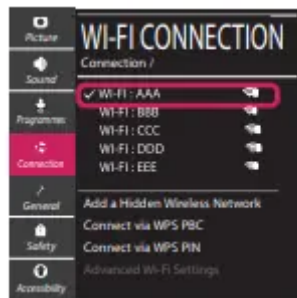 Picture
Sound
Programmes
Connection
General
Safety
Accessibility
WI-FI CONNECTION
Connection /
✓ WI-FI : AAA
WI-FI : BBB
WI-FI : CCC
WI-FI : DDD
WI-FI : EEE
Add a Hidden Wireless Network
Connect via WPS PBC
Connect via WPS PIN
Advanced Wi-Fi Settings